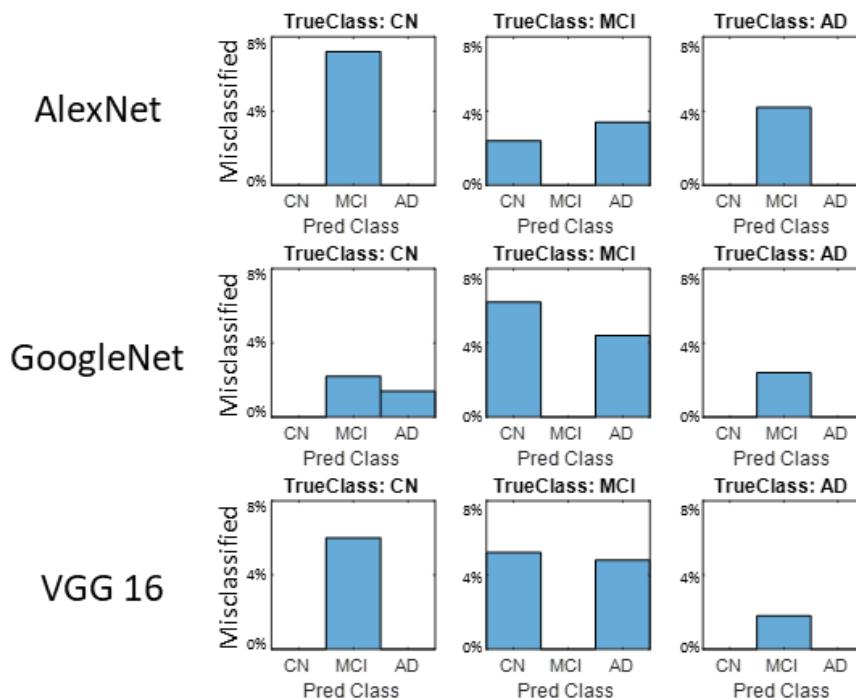 TrueClass: CN TrueClass: MCI TrueClass: AD
8% 8% 8%
AlexNet Misclassified 4% 4% 4%
0% 0% 0%
CN MCI AD CN MCI AD CN MCI AD
Pred Class Pred Class Pred Class
TrueClass: CN TrueClass: MCI TrueClass: AD
8% 8% 8%
GoogleNet Misclassified 4% 4% 4%
0% 0% 0%
CN MCI AD CN MCI AD CN MCI AD
Pred Class Pred Class Pred Class
TrueClass: CN TrueClass: MCI TrueClass: AD
8% 8% 8%
VGG 16 Misclassified 4% 4% 4%
0% 0% 0%
CN MCI AD CN MCI AD CN MCI AD
Pred Class Pred Class Pred Class